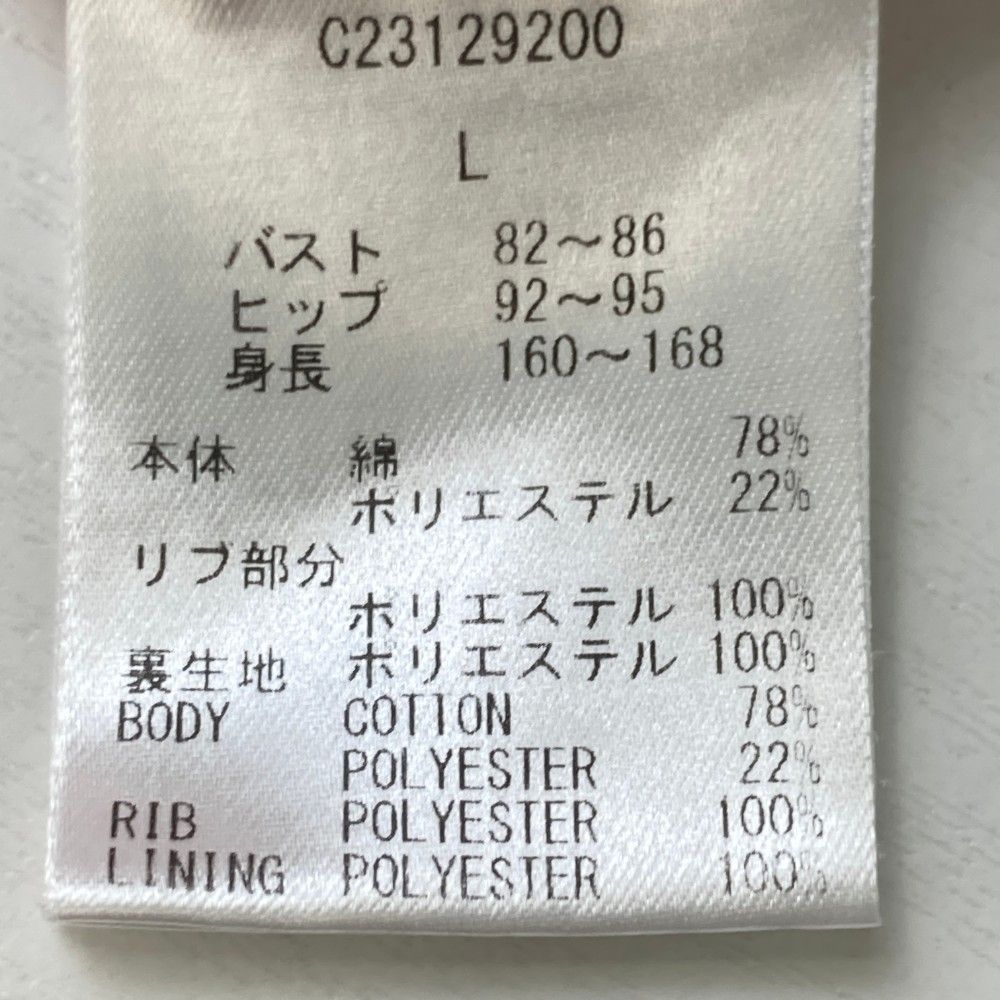 C23129200
L
バスト 82～86
ヒップ 92～95
身長 160～168
本体 綿 78%
ポリエステル 22%
リブ部分
ポリエステル 100%
裏生地 ポリエステル 100%
BODY COTTON 78%
POLYESTER 22%
RIB POLYESTER 100%
LINING POLYESTER 100%